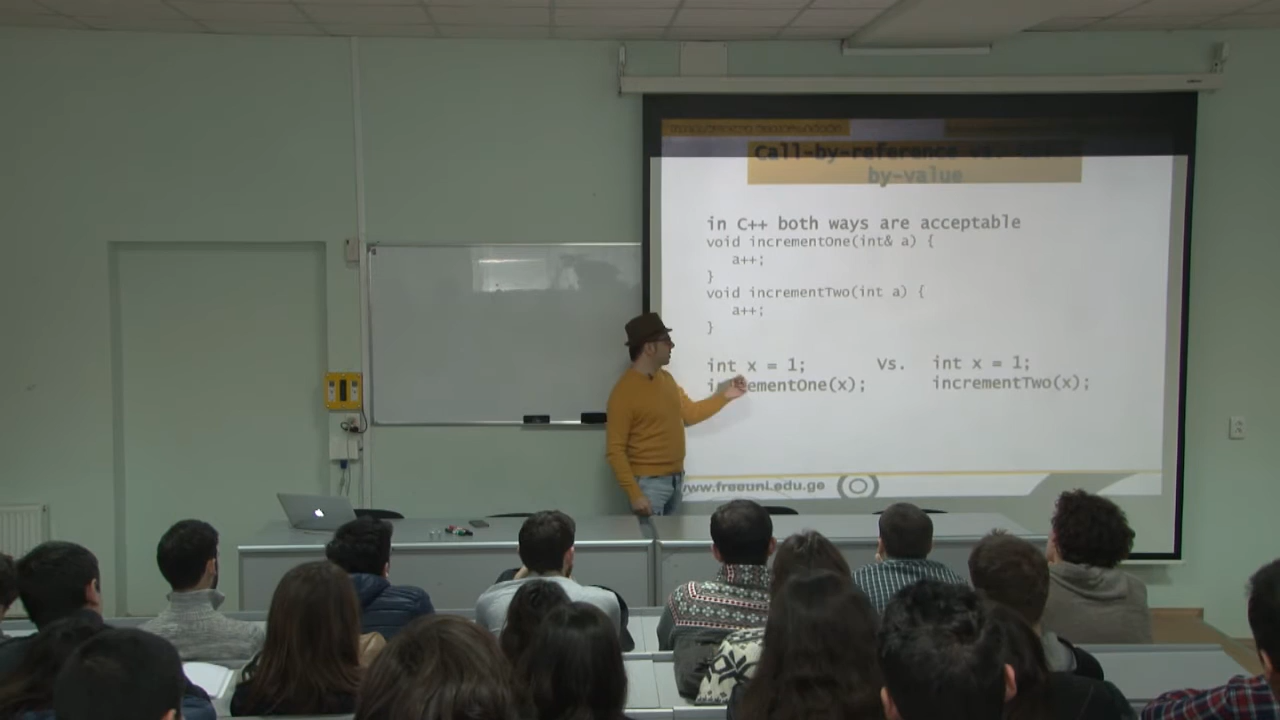 Call-by-reference vs. Call-
by-value
in C++ both ways are acceptable
void incrementOne(int& a) {
a++;
}
void incrementTwo(int a) {
a++;
}
int x = 1; Vs. int x = 1;
incrementOne(x); incrementTwo(x);
www.freeuni.edu.ge